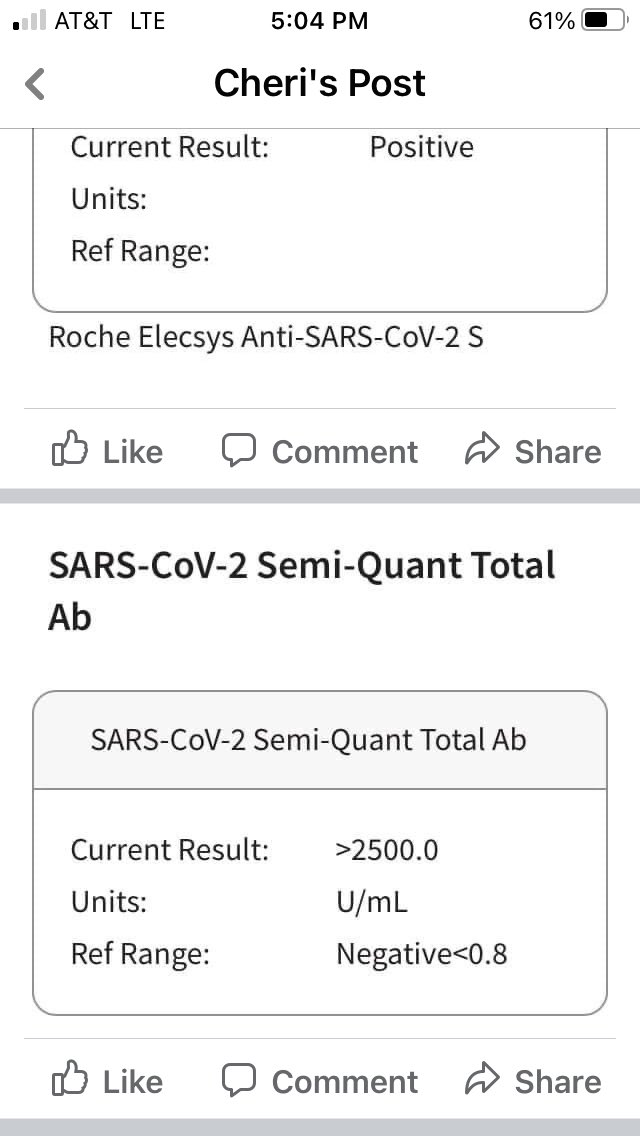 AT&T LTE 5:04 PM 61%
Cheri's Post
Current Result: Positive
Units:
Ref Range:
Roche Elecsys Anti-SARS-CoV-2 S
Like Comment Share
SARS-CoV-2 Semi-Quant Total
Ab
SARS-CoV-2 Semi-Quant Total Ab
Current Result: >2500.0
Units: U/mL
Ref Range: Negative<0.8
Like Comment Share